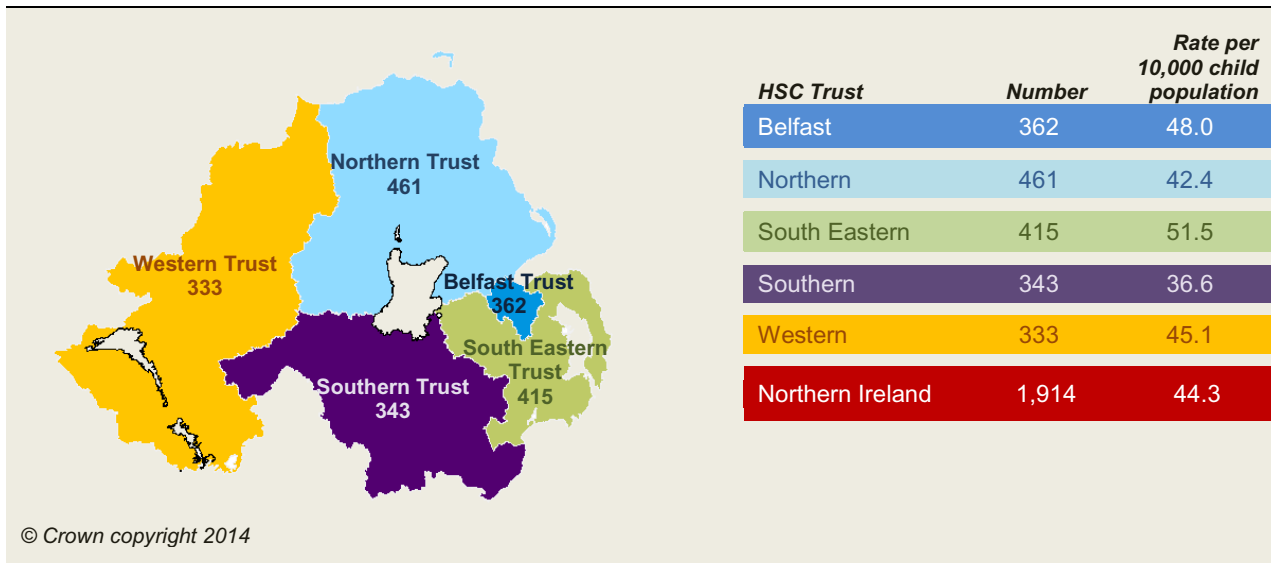 Northern Trust
461
Western Trust
333
Belfast Trust
362
South Eastern
Trust
415
Southern Trust
343
© Crown copyright 2014
Rate per
10,000 child
HSC Trust Number population
Belfast 362 48.0
Northern 461 42.4
South Eastern 415 51.5
Southern 343 36.6
Western 333 45.1
Northern Ireland 1,914 44.3